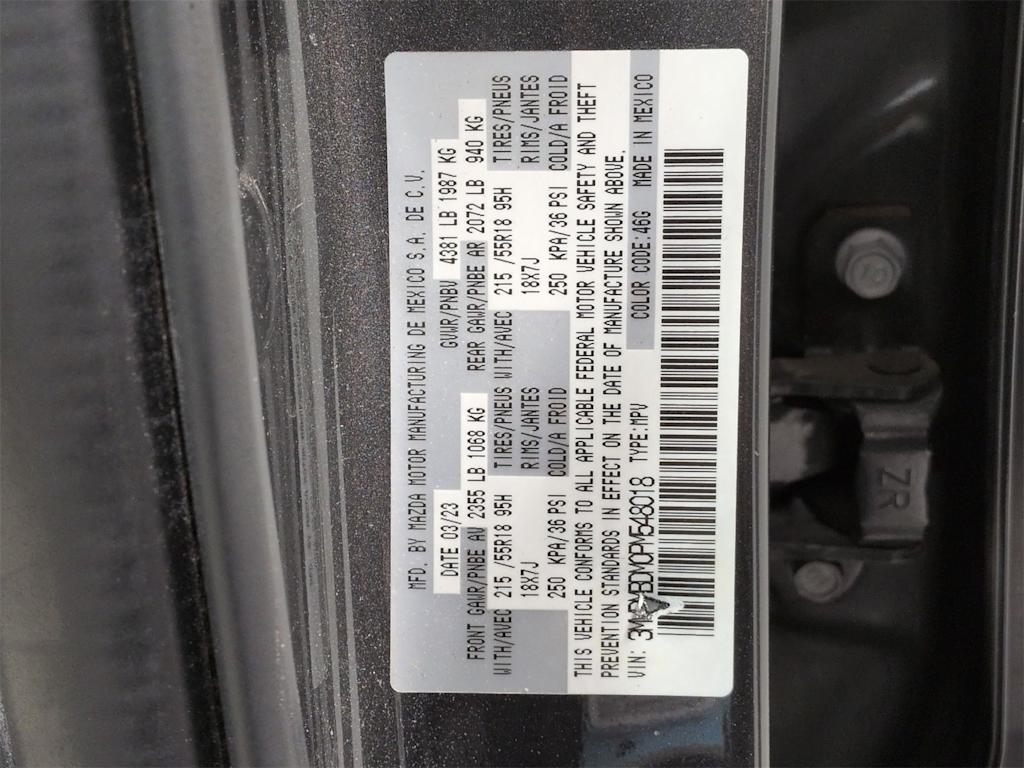 MFD. BY MAZDA MOTOR MANUFACTURING DE MEXICO S.A. DE C.V.
DATE 03/23 GVWR/PNBV 4381 LB 1987 KG
FRONT GAWR/PNBE AV 2355 LB 1068 KG REAR GAWR/PNBE AR 2072 LB 940 KG
WITH/AVEC 215 /55R18 95H TIRES/PNEUS WITH/AVEC 215 /55R18 95H TIRES/PNEUS
18X7J RIMS/JANTES 18X7J RIMS/JANTES
250 KPA/36 PSI COLD/A FROID 250 KPA/36 PSI COLD/A FROID
THIS VEHICLE CONFORMS TO ALL APPLICABLE FEDERAL MOTOR VEHICLE SAFETY AND THEFT
PREVENTION STANDARDS IN EFFECT ON THE DATE OF MANUFACTURE SHOWN ABOVE.
VIN: TYPE:MPV COLOR CODE:46G MADE IN MEXICO
ZR